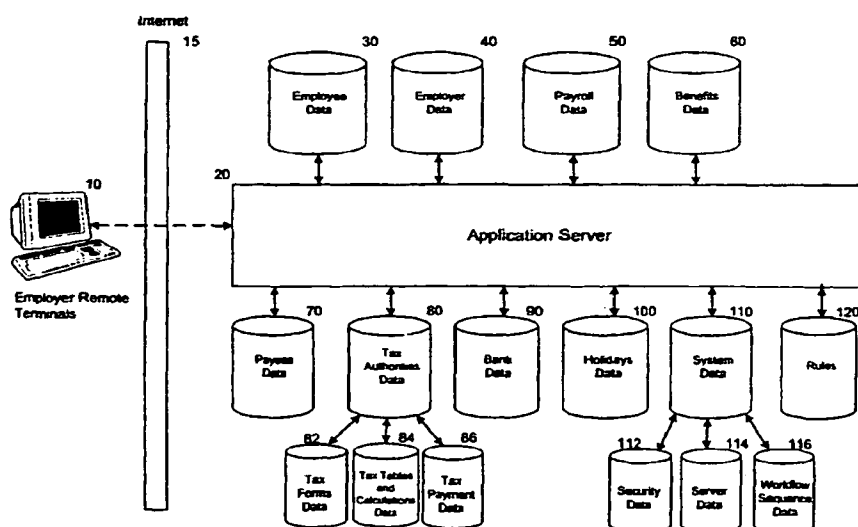 Internet
15
30
40
50
60
Employee
Data
Employer
Data
Payroll
Data
Benefits
Data
10
20
Application Server
Employer Remote
Terminals
70
80
90
100
110
120
Payees
Data
Tax
Authorities
Data
Bank
Data
Holidays
Data
System
Data
Rules
82
84
86
112
114
116
Tax
Forms
Data
Tax Tables
and
Calculations
Data
Tax
Payment
Data
Security
Data
Server
Data
Workflow
Sequence
Data